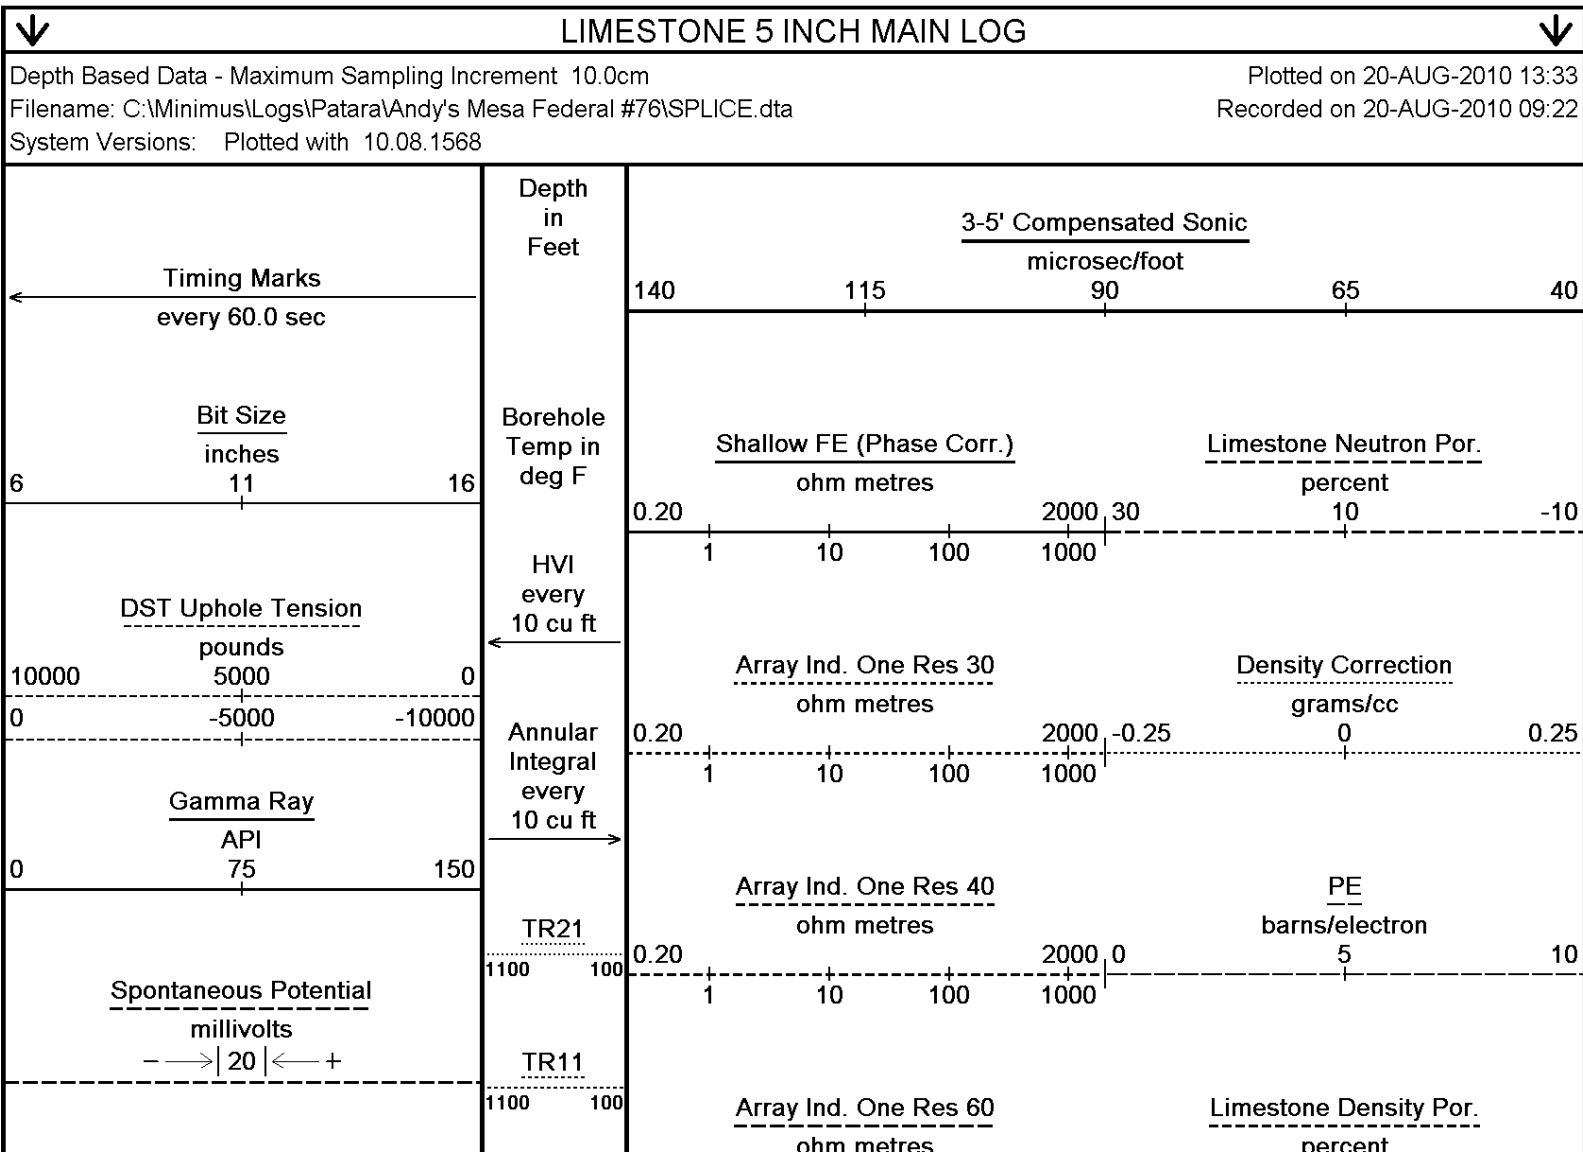 LIMESTONE 5 INCH MAIN LOG
Depth Based Data - Maximum Sampling Increment 10.0cm
Plotted on 20-AUG-2010 13:33
Filename: C:\Minimus\Logs\Patara\Andy's Mesa Federal #76\SPLICE.dta
Recorded on 20-AUG-2010 09:22
System Versions: Plotted with 10.08.1568
Timing Marks
every 60.0 sec
Bit Size
inches
6 11 16
DST Uphole Tension
pounds
10000 5000 0
0 -5000 -10000
Gamma Ray
API
0 75 150
Spontaneous Potential
millivolts
− 20 +
Depth
in
Feet
Borehole
Temp in
deg F
HVI
every
10 cu ft
Annular
Integral
every
10 cu ft
TR21
1100 100
TR11
1100 100
3-5' Compensated Sonic
microsec/foot
140 115 90 65 40
Shallow FE (Phase Corr.)
ohm metres
0.20 2000
1 10 100 1000
Limestone Neutron Por.
percent
30 10 -10
Array Ind. One Res 30
ohm metres
0.20 2000
1 10 100 1000
Density Correction
grams/cc
-0.25 0 0.25
Array Ind. One Res 40
ohm metres
0.20 2000
1 10 100 1000
PE
barns/electron
0 5 10
Array Ind. One Res 60
ohm metres
Limestone Density Por.
percent